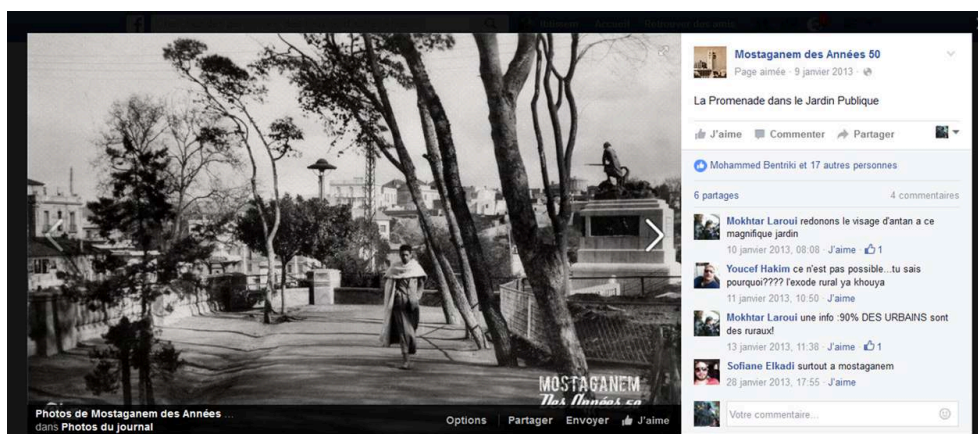 Accueil Retrouver des amis
Mostaganem des Années 50
Page aimée · 9 janvier 2013 ·
La Promenade dans le Jardin Publique
J'aime Commenter Partager
Mohammed Bentriki et 17 autres personnes
6 partages 4 commentaires
Mokhtar Laroui redonons le visage d'antan a ce
magnifique jardin
10 janvier 2013, 08:08 · J'aime · 1
Youcef Hakim ce n'est pas possible...tu sais
pourquoi???? l'exode rural ya khouya
11 janvier 2013, 10:50 · J'aime
Mokhtar Laroui une info :90% DES URBAINS sont
des ruraux!
13 janvier 2013, 11:38 · J'aime · 1
Sofiane Elkadi surtout a mostaganem
28 janvier 2013, 17:55 · J'aime
Votre commentaire...
MOSTAGANEM
Des Années 50
Photos de Mostaganem des Années ...
dans Photos du journal
Options Partager Envoyer J'aime